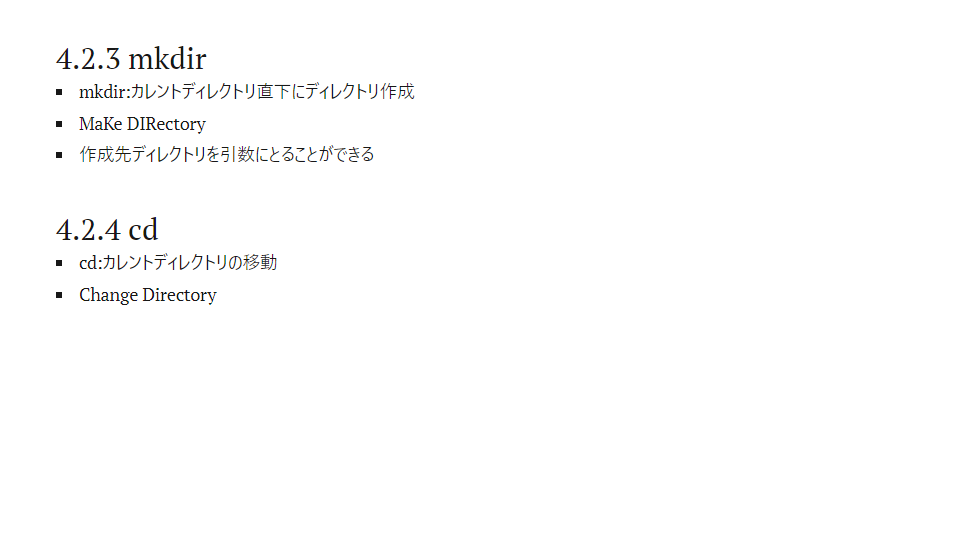 4.2.3 mkdir
mkdir:カレントディレクトリ直下にディレクトリ作成
MaKe DIRectory
作成先ディレクトリを引数にとることができる
4.2.4 cd
cd:カレントディレクトリの移動
Change Directory